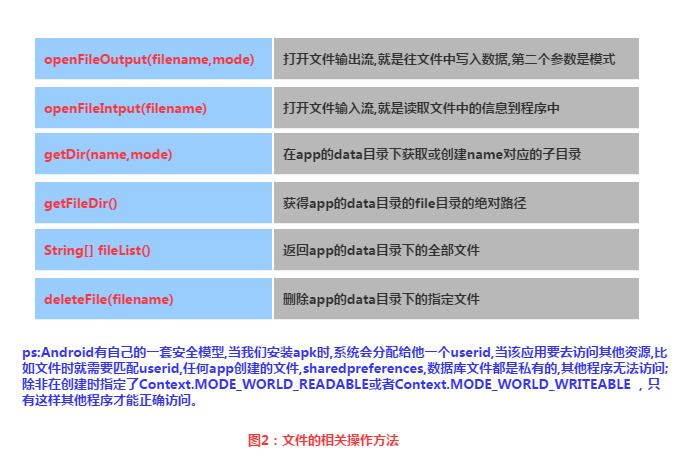 openFileOutput(filename,mode) 打开文件输出流,就是往文件中写入数据,第二个参数是模式
openFileIntput(filename) 打开文件输入流,就是读取文件中的信息到程序中
getDir(name,mode) 在app的data目录下获取或创建name对应的子目录
getFileDir() 获得app的data目录的file目录的绝对路径
String[] fileList() 返回app的data目录下的全部文件
deleteFile(filename) 删除app的data目录下的指定文件
ps:Android有自己的一套安全模型,当我们安装apk时,系统会分配给他一个userid,当该应用要去访问其他资源,比
如文件时就需要匹配userid,任何app创建的文件,sharedpreferences,数据库文件都是私有的,其他程序无法访问;
除非在创建时指定了Context.MODE_WORLD_READABLE或者Context.MODE_WORLD_WRITEABLE ，只
有这样其他程序才能正确访问。
图2：文件的相关操作方法